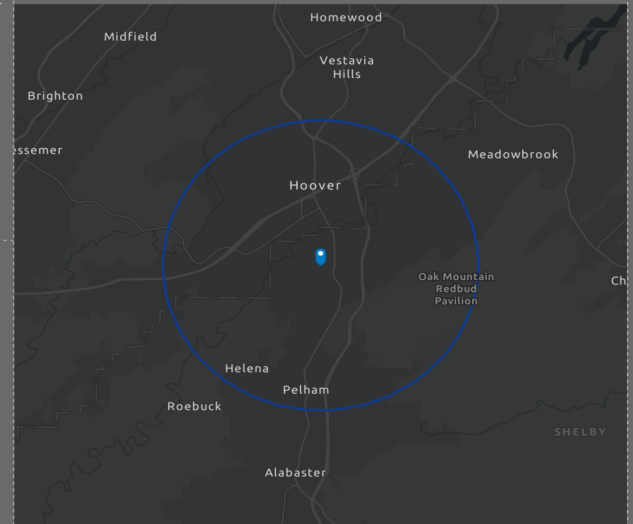 Homewood
Midfield
Vestavia
Hills
Brighton
essemer
Meadowbrook
Hoover
Oak Mountain
Redbud
Pavilion
Ch
Helena
Pelham
Roebuck
SHELBY
Alabaster